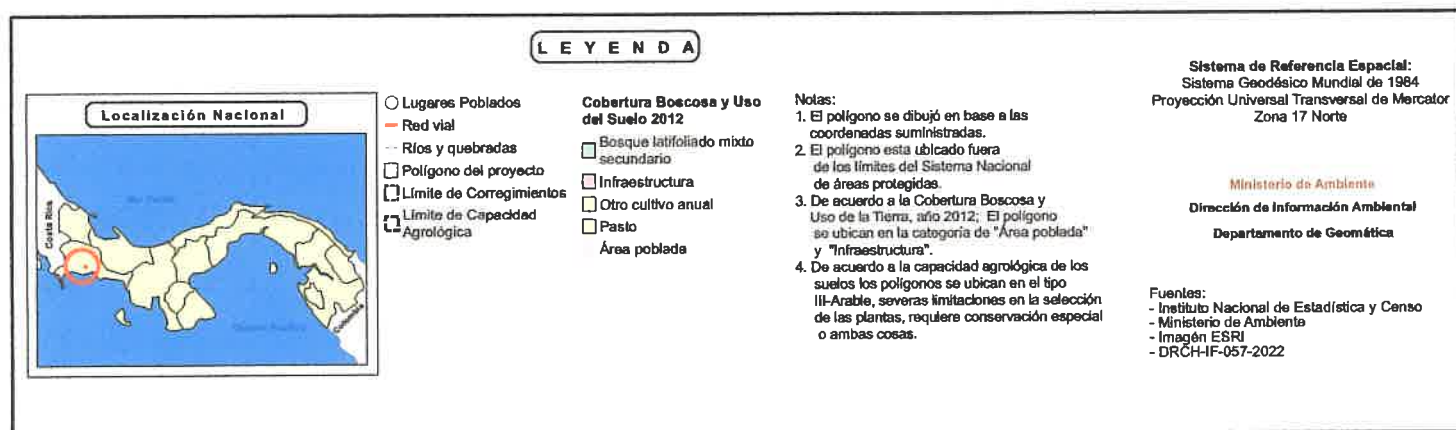 LEYENDA
Localización Nacional
Costa Rica
Colombia
Lugares Poblados
Red vial
Ríos y quebradas
Polígono del proyecto
Límite de Corregimientos
Límite de Capacidad
Agrológica
Cobertura Boscosa y Uso
del Suelo 2012
Bosque latifoliado mixto
secundario
Infraestructura
Otro cultivo anual
Pasto
Área poblada
Notas:
1. El polígono se dibujó en base a las
coordenadas suministradas.
2. El polígono esta ubicado fuera
de los límites del Sistema Nacional
de áreas protegidas.
3. De acuerdo a la Cobertura Boscosa y
Uso de la Tierra, año 2012; El polígono
se ubican en la categoría de "Área poblada"
y "Infraestructura".
4. De acuerdo a la capacidad agrológica de los
suelos los polígonos se ubican en el tipo
III-Arable, severas limitaciones en la selección
de las plantas, requiere conservación especial
o ambas cosas.
Sistema de Referencia Espacial:
Sistema Geodésico Mundial de 1984
Proyección Universal Transversal de Mercator
Zona 17 Norte
Ministerio de Ambiente
Dirección de Información Ambiental
Departamento de Geomática
Fuentes:
- Instituto Nacional de Estadística y Censo
- Ministerio de Ambiente
- Imagén ESRI
- DRCH-IF-057-2022